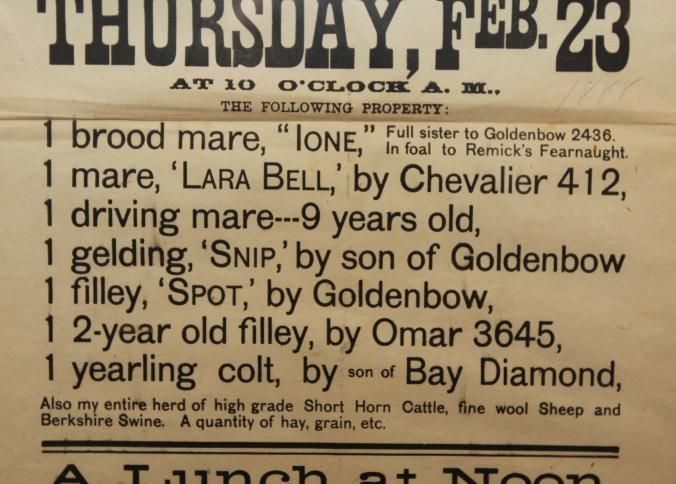 THURSDAY, FEB. 23
AT 10 O'CLOCK A. M.,
1888
THE FOLLOWING PROPERTY:
1 brood mare, "IONE," Full sister to Goldenbow 2436.
In foal to Remick's Fearnaught.
1 mare, 'LARA BELL,' by Chevalier 412,
1 driving mare---9 years old,
1 gelding, 'SNIP,' by son of Goldenbow
1 filley, 'SPOT,' by Goldenbow,
1 2-year old filley, by Omar 3645,
1 yearling colt, by son of Bay Diamond,
Also my entire herd of high grade Short Horn Cattle, fine wool Sheep and
Berkshire Swine. A quantity of hay, grain, etc.
A Lunch at Noon